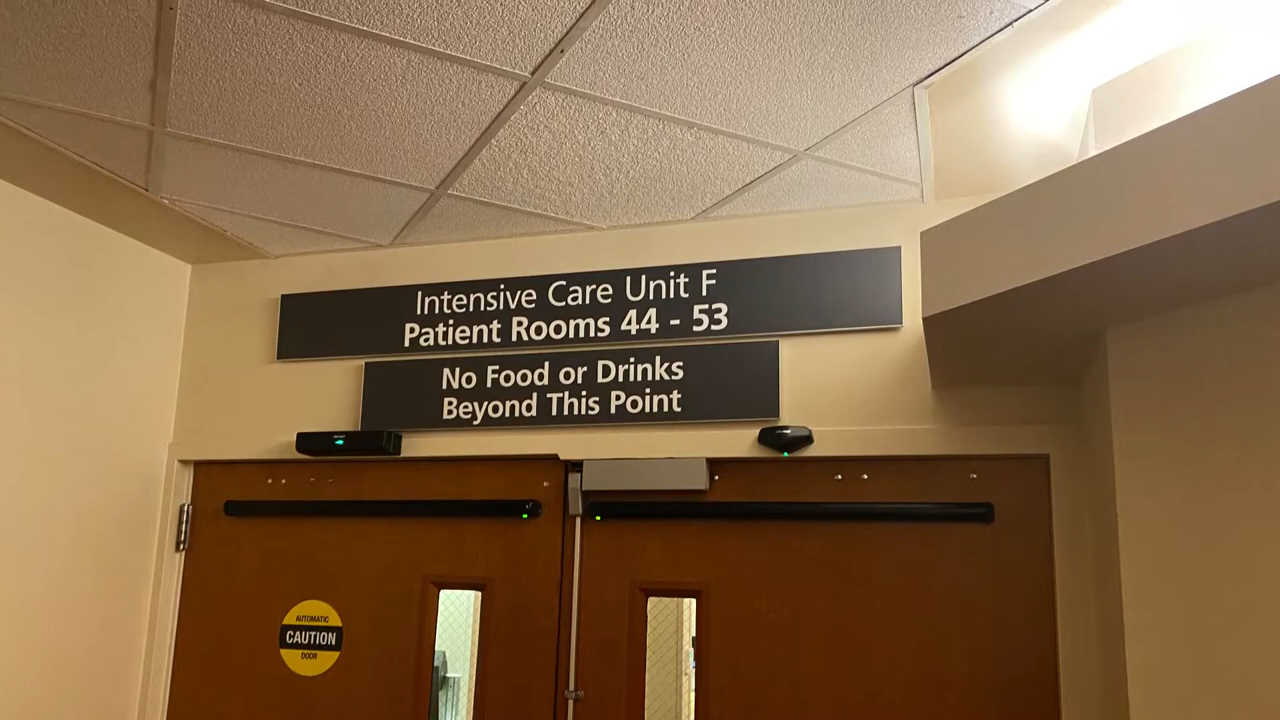 Intensive Care Unit F
Patient Rooms 44 - 53
No Food or Drinks
Beyond This Point
AUTOMATIC
CAUTION
DOOR